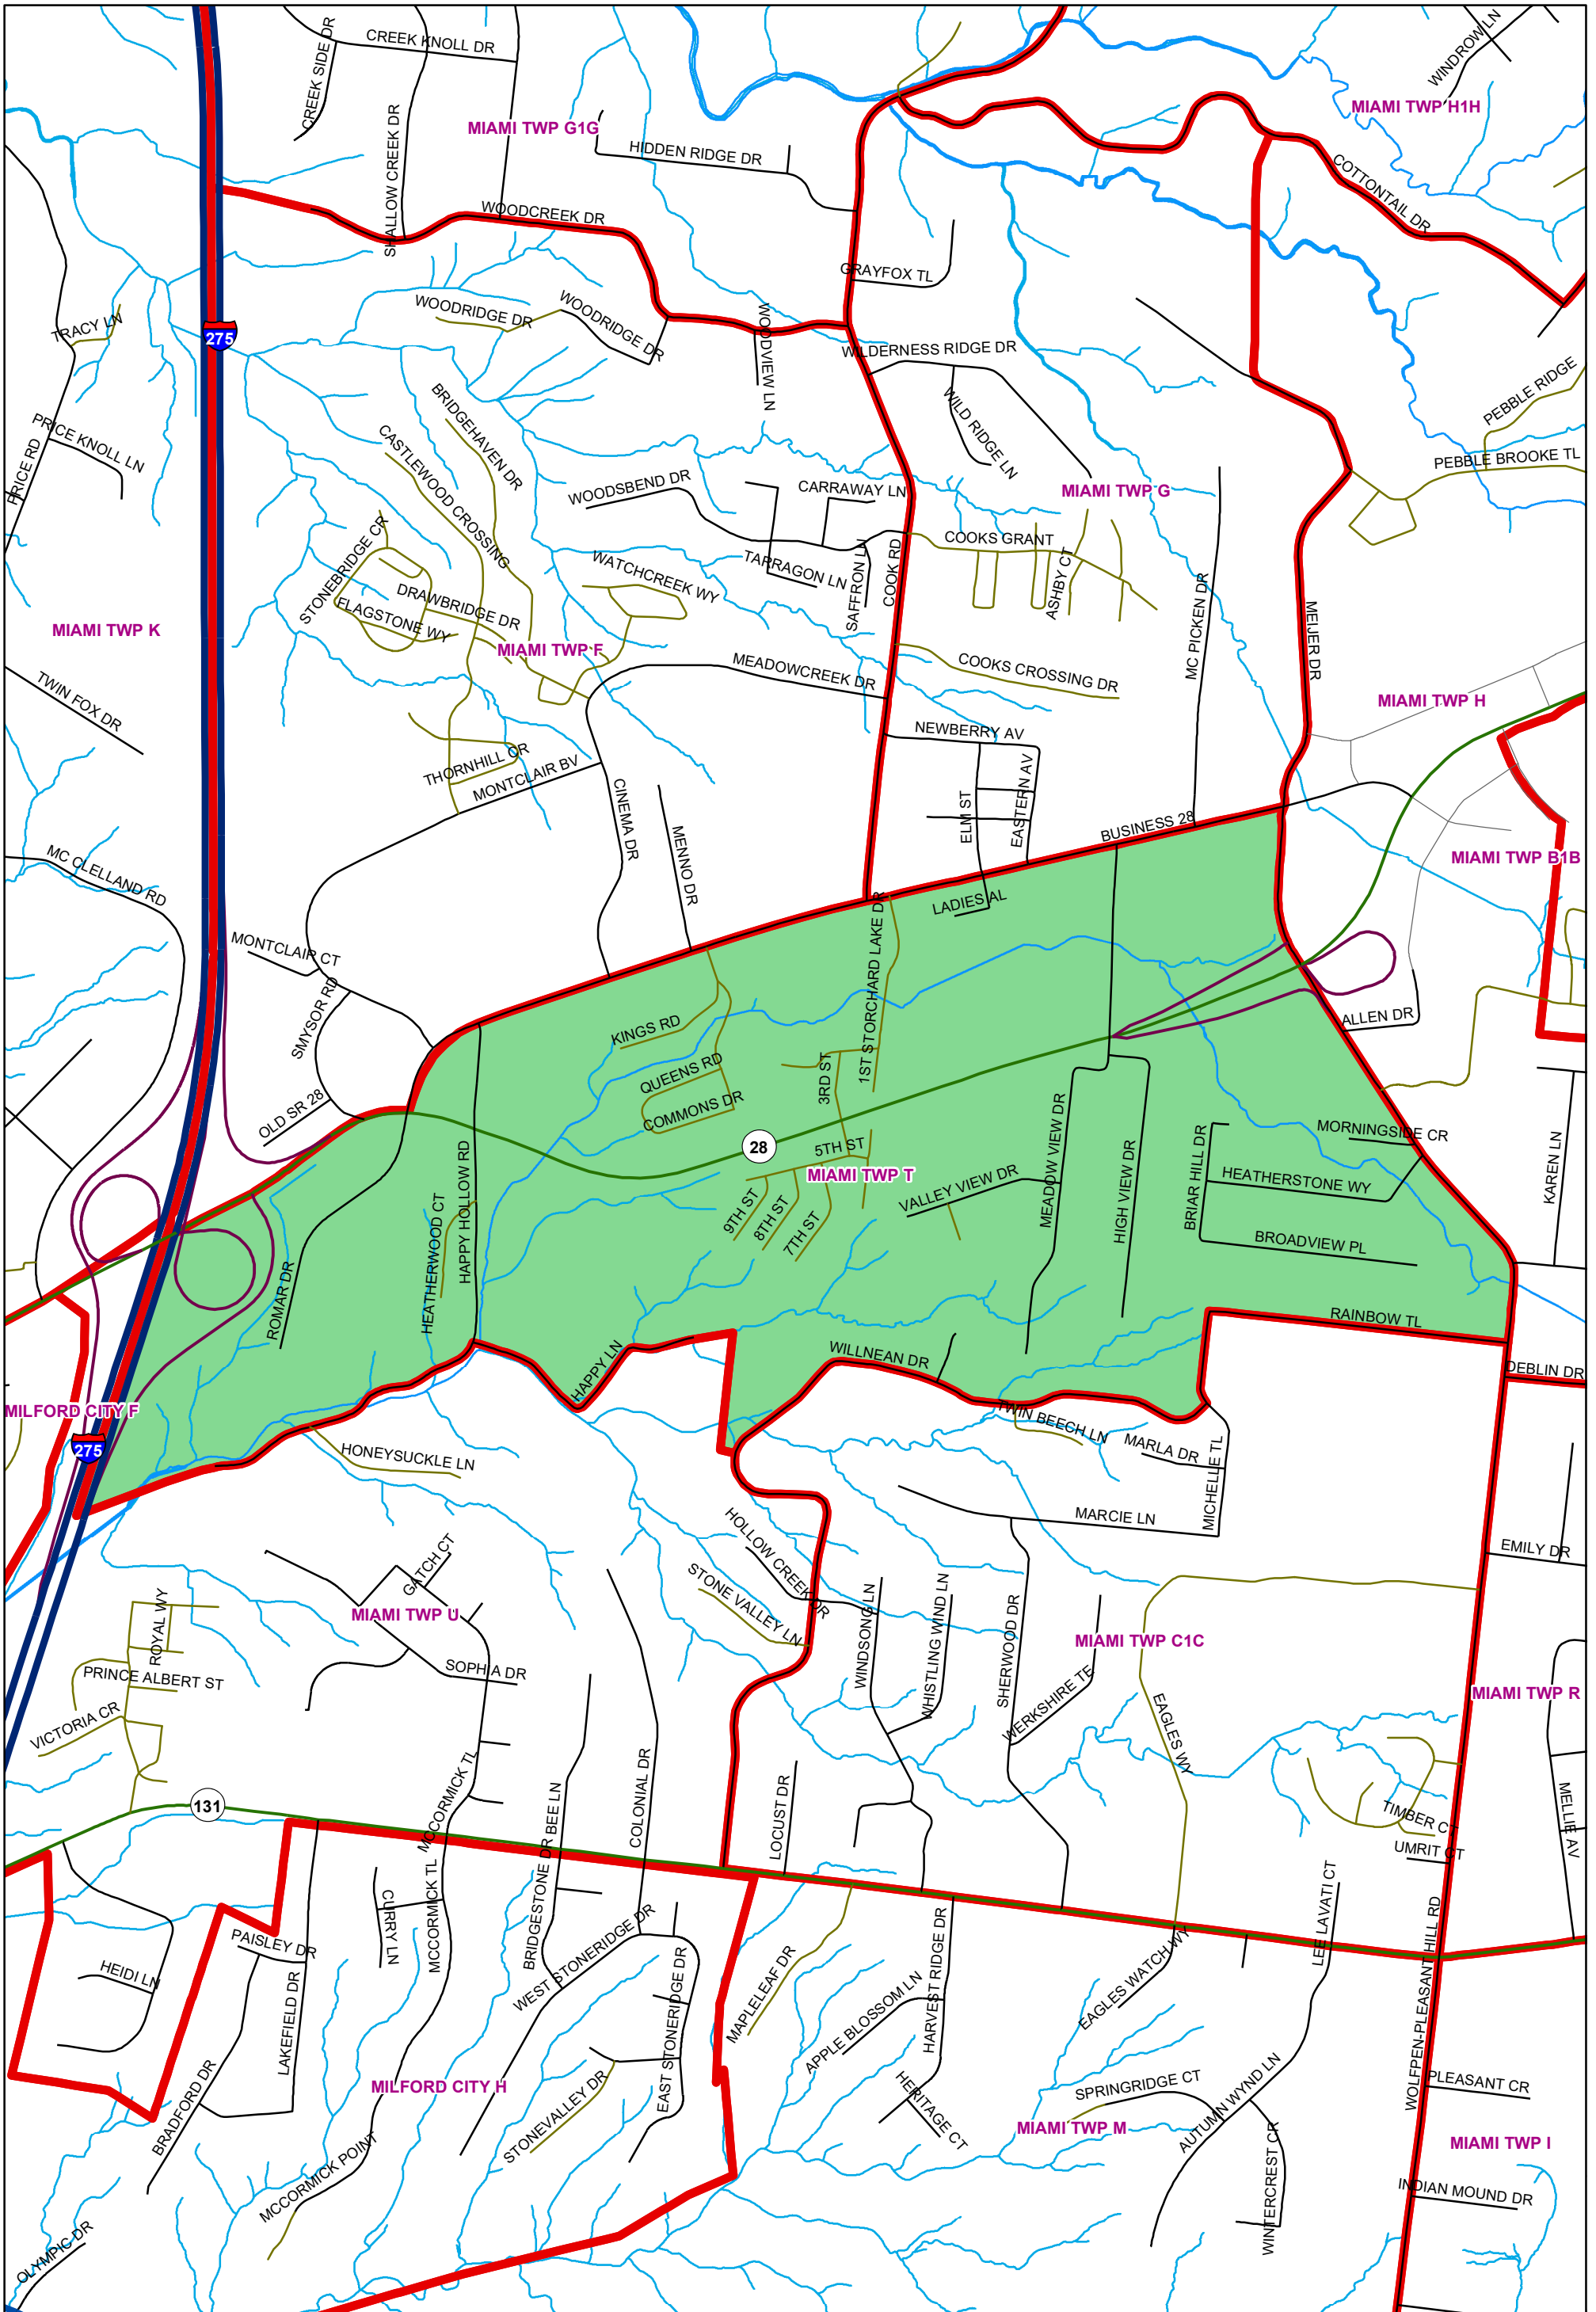 CREEK SIDE DR
CREEK KNOLL DR
WINDROW LN
MIAMI TWP H1H
MIAMI TWP G1G
SHALLOW CREEK DR
HIDDEN RIDGE DR
COTTONTAIL DR
WOODCREEK DR
GRAYFOX TL
TRACY LN
275
WOODRIDGE DR
WOODRIDGE DR
WOODVIEW LN
WILDERNESS RIDGE DR
PEBBLE RIDGE
WILD RIDGE LN
BRIDGEHAVEN DR
CASTLEWOOD CROSSING
PRICE KNOLL LN
PRICE RD
PEBBLE BROOKE TL
WOODSBEND DR
CARRAWAY LN
MIAMI TWP G
STONEBRIDGE CR
COOKS GRANT
WATCHCREEK WY
TARRAGON LN
SAFFRON LN
COOK RD
ASHBY CT
MC PICKEN DR
MEIJER DR
DRAWBRIDGE DR
FLAGSTONE WY
MIAMI TWP K
MIAMI TWP F
MEADOWCREEK DR
COOKS CROSSING DR
TWIN FOX DR
MIAMI TWP H
NEWBERRY AV
THORNHILL CR
MONTCLAIR BV
CINEMA DR
MENNO DR
ELM ST
EASTERN AV
BUSINESS 28
MC CLELLAND RD
MIAMI TWP B1B
LADIES AL
1ST STORCHARD LAKE DR
MONTCLAIR CT
SMYSOR RD
KINGS RD
ALLEN DR
QUEENS RD
3RD ST
COMMONS DR
OLD SR 28
28
5TH ST
MORNINGSIDE CR
MIAMI TWP T
HAPPY HOLLOW RD
VALLEY VIEW DR
MEADOW VIEW DR
HIGH VIEW DR
BRIAR HILL DR
HEATHERSTONE WY
KAREN LN
9TH ST
8TH ST
7TH ST
BROADVIEW PL
HEATHERWOOD CT
ROMAR DR
RAINBOW TL
HAPPY LN
WILLNEAN DR
DEBLIN DR
MILFORD CITY F
275
TWIN BEECH LN
MARLA DR
MICHELLE TL
HONEYSUCKLE LN
MARCIE LN
HOLLOW CREEK DR
EMILY DR
GATCH CT
STONE VALLEY LN
ROYAL WY
MIAMI TWP U
WINDSONG LN
WHISTLING WIND LN
SHERWOOD DR
MIAMI TWP C1C
PRINCE ALBERT ST
SOPHIA DR
WERKSHIRE TE
EAGLES WY
MIAMI TWP R
VICTORIA CR
131
MCCORMICK TL
COLONIAL DR
LOCUST DR
BRIDGESTONE DR BEE LN
TIMBER CT
MELLIE AV
UMRIT CT
MCCORMICK TL
CURRY LN
PAISLEY DR
WEST STONERIDGE DR
LEE LAVATI CT
HEIDI LN
LAKEFIELD DR
EAST STONERIDGE DR
MAPLELEAF DR
HARVEST RIDGE DR
EAGLES WATCH WY
WOLFPEN-PLEASANT HILL RD
APPLE BLOSSOM LN
BRADFORD DR
MILFORD CITY H
STONEVALLEY DR
HERITAGE CT
SPRINGRIDGE CT
AUTUMN WYND LN
PLEASANT CR
MIAMI TWP M
MIAMI TWP I
MCCORMICK POINT
WINTERCREST CR
INDIAN MOUND DR
OLYMPIC DR